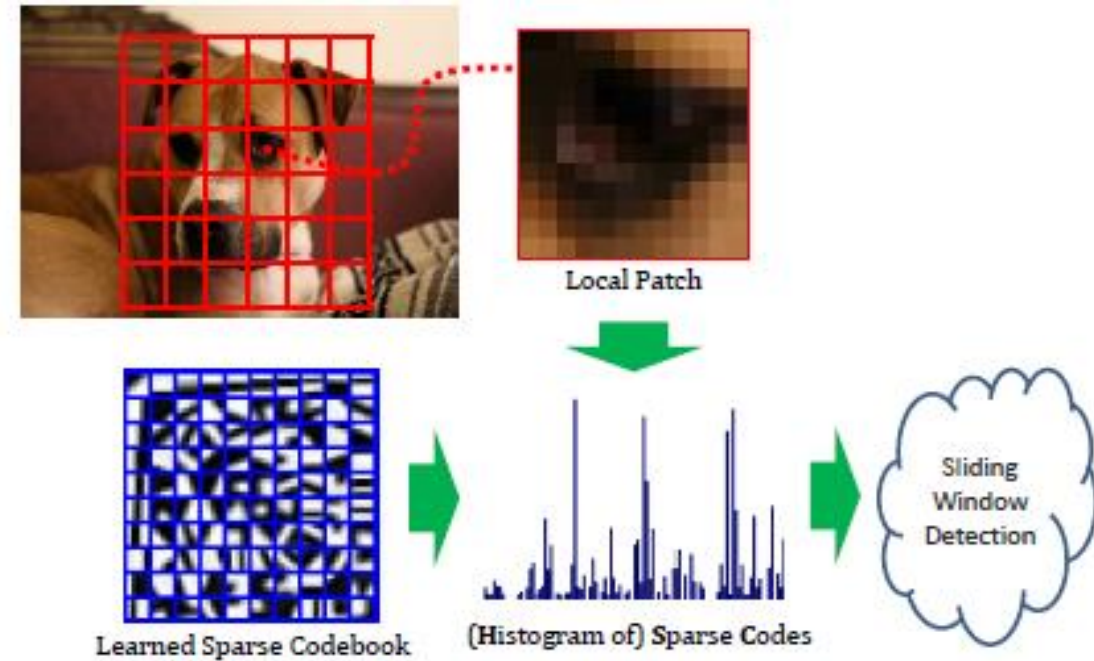 Local Patch
Sliding
Window
Detection
Learned Sparse Codebook
(Histogram of) Sparse Codes